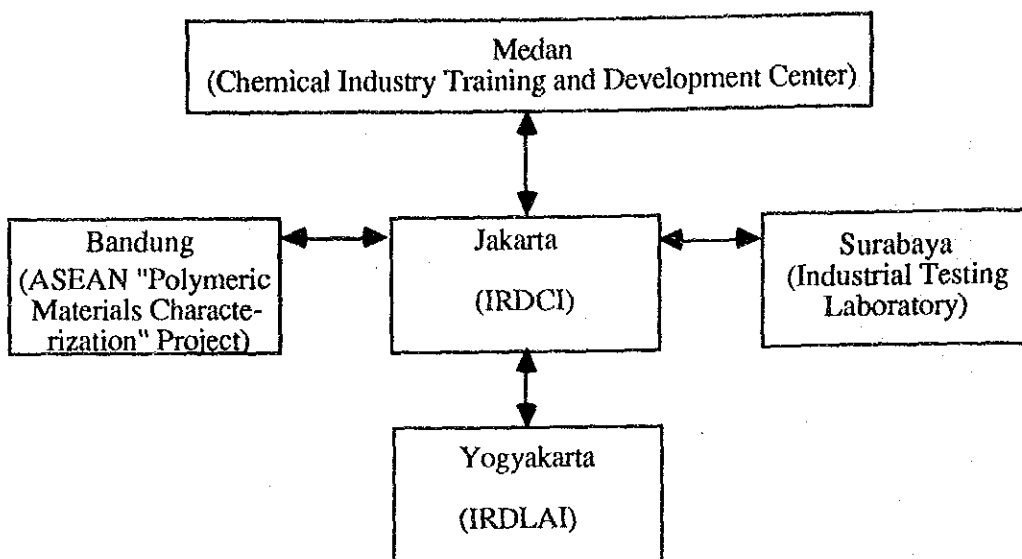 Medan
(Chemical Industry Training and Development Center)
Bandung
(ASEAN "Polymeric
Materials Characte-
rization" Project)
Jakarta
(IRDCI)
Surabaya
(Industrial Testing
Laboratory)
Yogyakarta
(IRDLAI)